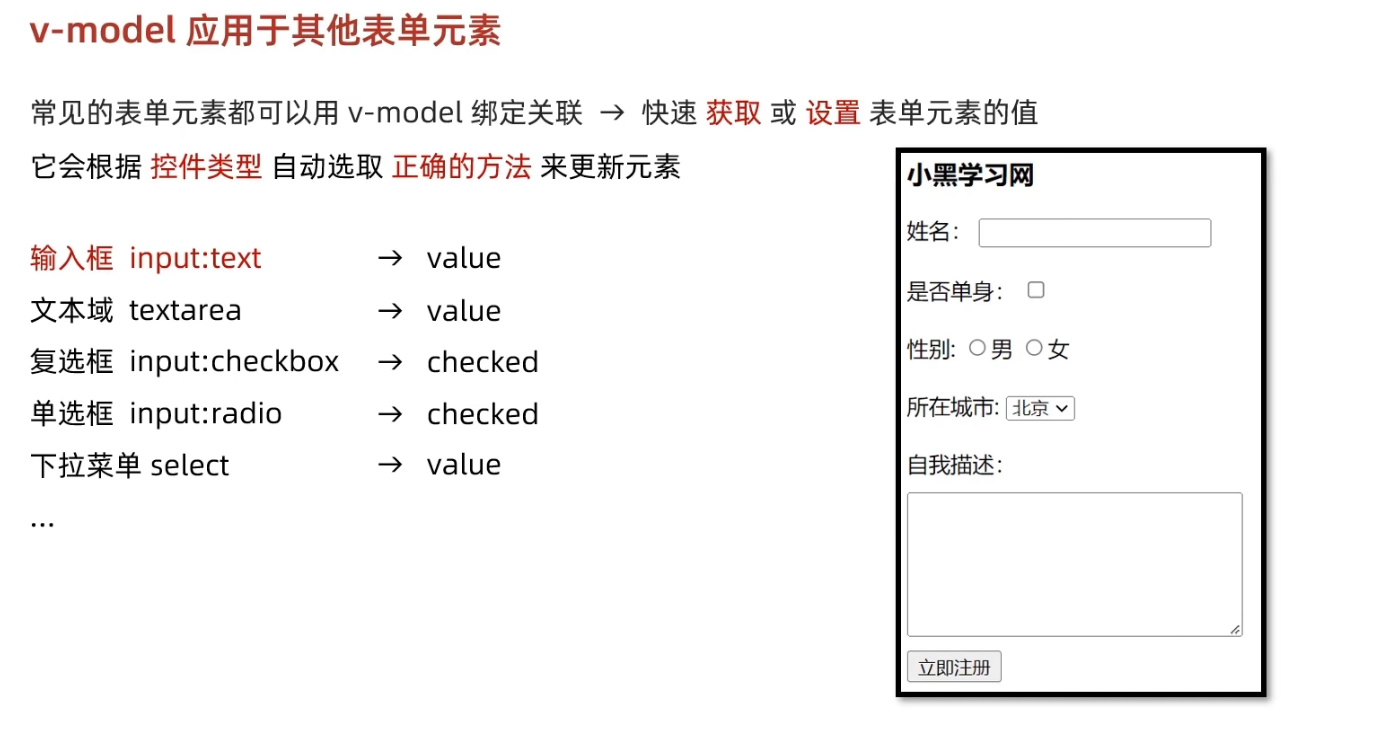 v-model 应用于其他表单元素
常见的表单元素都可以用 v-model 绑定关联 → 快速 获取 或 设置 表单元素的值
它会根据 控件类型 自动选取 正确的方法 来更新元素
输入框 input:text → value
文本域 textarea → value
复选框 input:checkbox → checked
单选框 input:radio → checked
下拉菜单 select → value
...
小黑学习网
姓名：
是否单身：
性别: 男 女
所在城市: 北京
自我描述：
立即注册